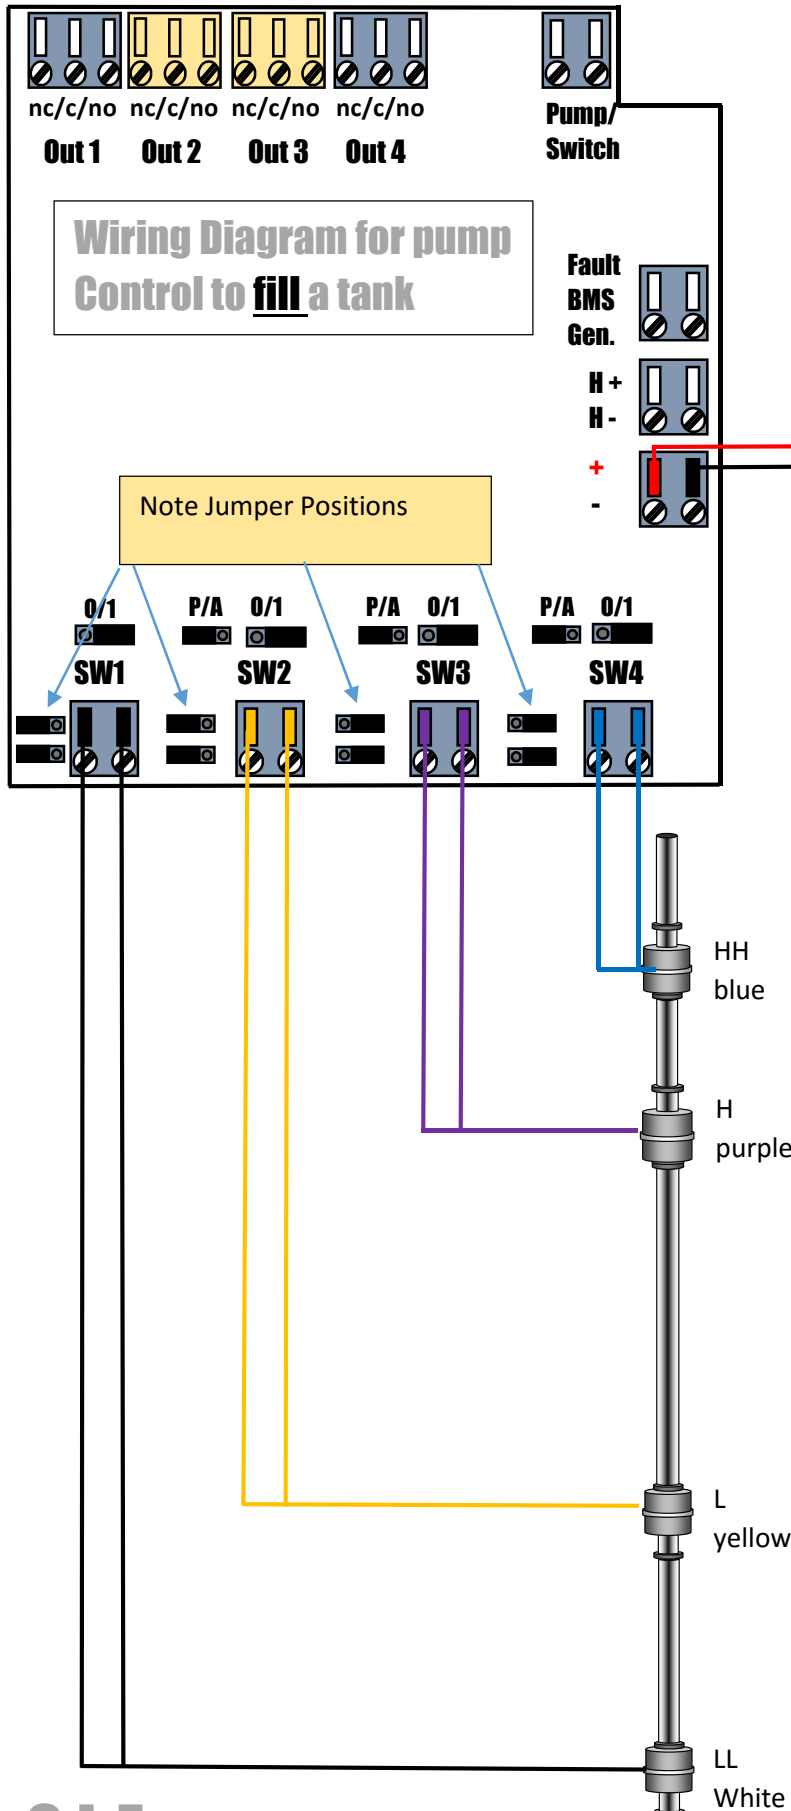 nc/c/no nc/c/no nc/c/no nc/c/no
Out 1 Out 2 Out 3 Out 4
Pump/
Switch
Wiring Diagram for pump
Control to fill a tank
Fault
BMS
Gen.
H +
H -
+
-
Note Jumper Positions
0/1 P/A 0/1 P/A 0/1 P/A 0/1
SW1 SW2 SW3 SW4
HH
blue
H
purple
L
yellow
LL
White